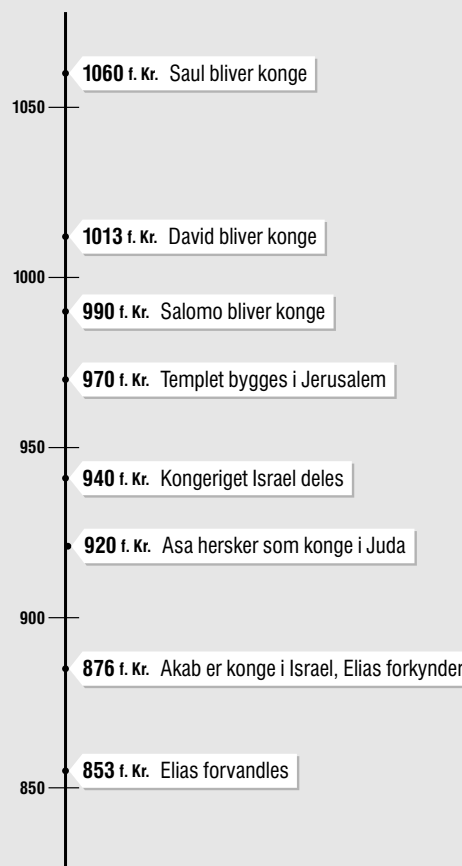 1060 f. Kr. Saul bliver konge
1050
1013 f. Kr. David bliver konge
1000
990 f. Kr. Salomo bliver konge
970 f. Kr. Templet bygges i Jerusalem
950
940 f. Kr. Kongeriget Israel deles
920 f. Kr. Asa hersker som konge i Juda
900
876 f. Kr. Akab er konge i Israel, Elias forkynder
853 f. Kr. Elias forvandles
850